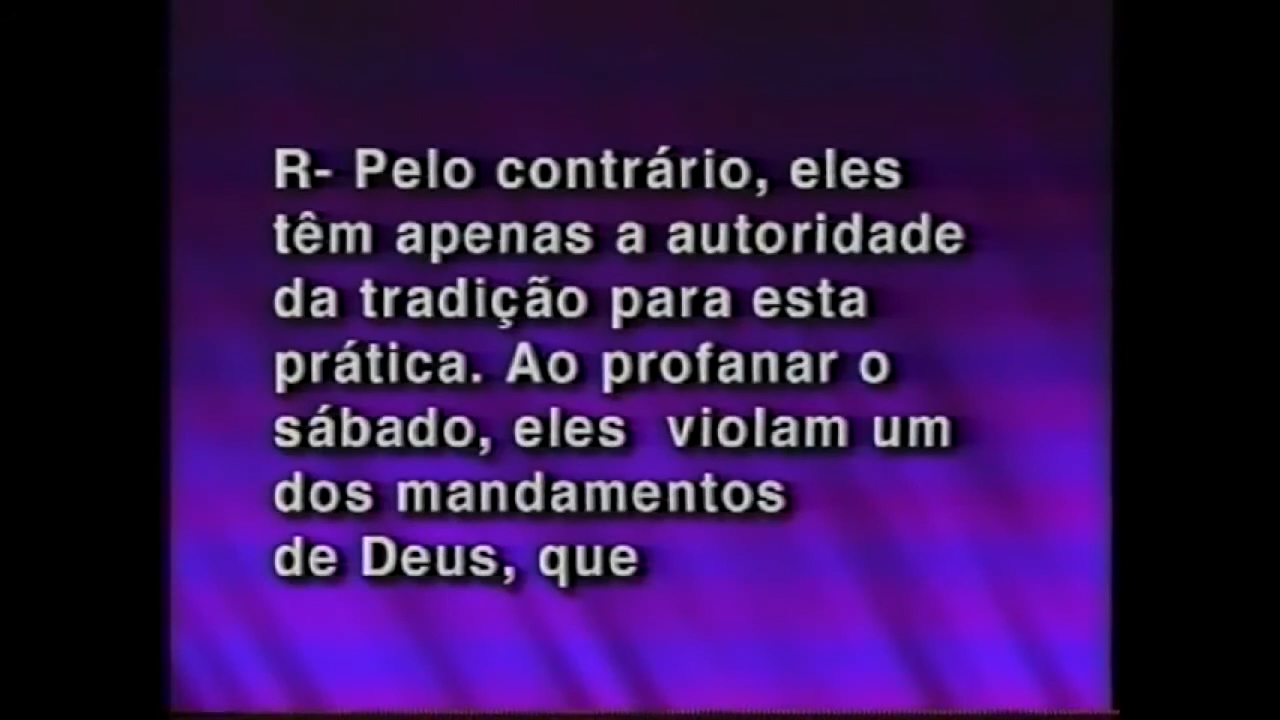 R- Pelo contrário, eles
têm apenas a autoridade
da tradição para esta
prática. Ao profanar o
sábado, eles violam um
dos mandamentos
de Deus, que